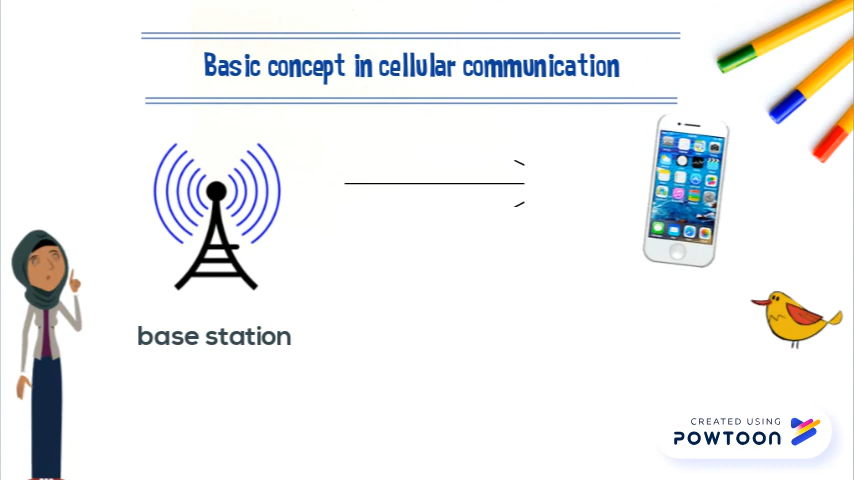 Basic concept in cellular communication
base station
CREATED USING
POWTOON